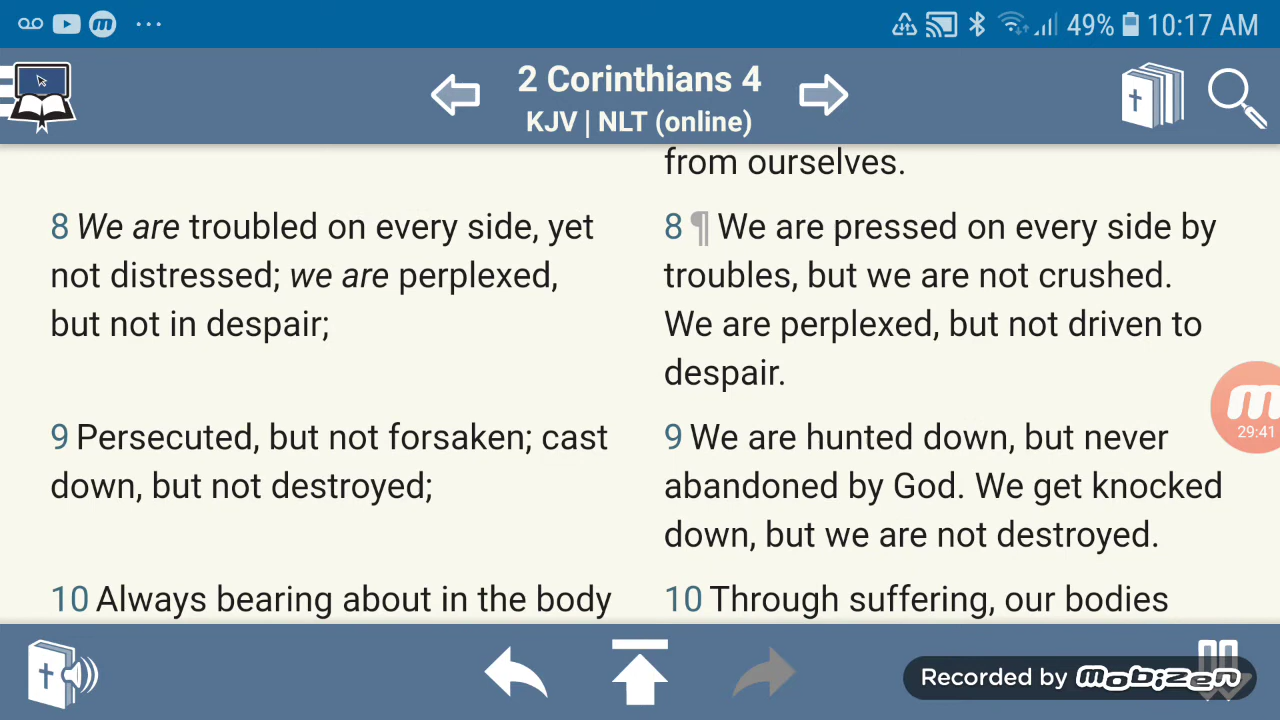 49% 10:17 AM
2 Corinthians 4
KJV | NLT (online)
from ourselves.
8 We are troubled on every side, yet
not distressed; we are perplexed,
but not in despair;
8 ¶ We are pressed on every side by
troubles, but we are not crushed.
We are perplexed, but not driven to
despair.
9 Persecuted, but not forsaken; cast
down, but not destroyed;
9 We are hunted down, but never
abandoned by God. We get knocked
down, but we are not destroyed.
10 Always bearing about in the body
10 Through suffering, our bodies
29:41
Recorded by mobizen